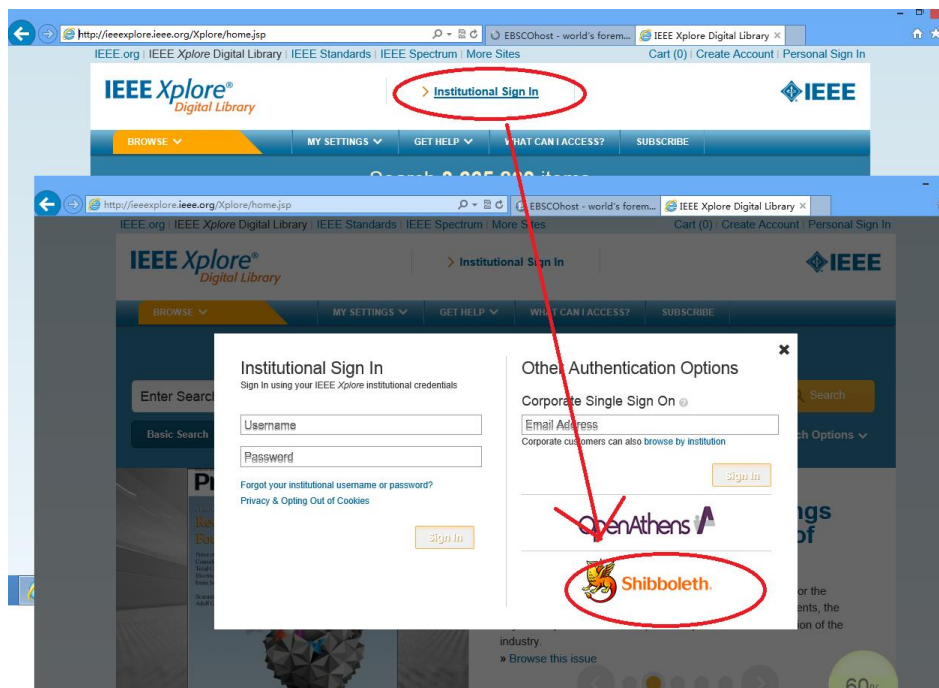 http://ieeexplore.ieee.org/Xplore/home.jsp
EBSCOhost - world's forem...
IEEE Xplore Digital Library
IEEE.org | IEEE Xplore Digital Library | IEEE Standards | IEEE Spectrum | More Sites
Cart (0) | Create Account | Personal Sign In
IEEE Xplore®
Digital Library
Institutional Sign In
IEEE
BROWSE
MY SETTINGS
GET HELP
WHAT CAN I ACCESS?
SUBSCRIBE
http://ieeexplore.ieee.org/Xplore/home.jsp
EBSCOhost - world's forem...
IEEE Xplore Digital Library
IEEE.org | IEEE Xplore Digital Library | IEEE Standards | IEEE Spectrum | More Sites
Cart (0) | Create Account | Personal Sign In
IEEE Xplore®
Digital Library
Institutional Sign In
IEEE
BROWSE
MY SETTINGS
GET HELP
WHAT CAN I ACCESS?
SUBSCRIBE
Enter Search
Search
Basic Search
Options
Institutional Sign In
Sign In using your IEEE Xplore institutional credentials
Username
Password
Forgot your institutional username or password?
Privacy & Opting Out of Cookies
Sign In
Other Authentication Options
Corporate Single Sign On
Email Address
Corporate customers can also browse by institution
Sign In
OpenAthens
Shibboleth.
or the
ents, the
ion of the
industry.
» Browse this issue
60%